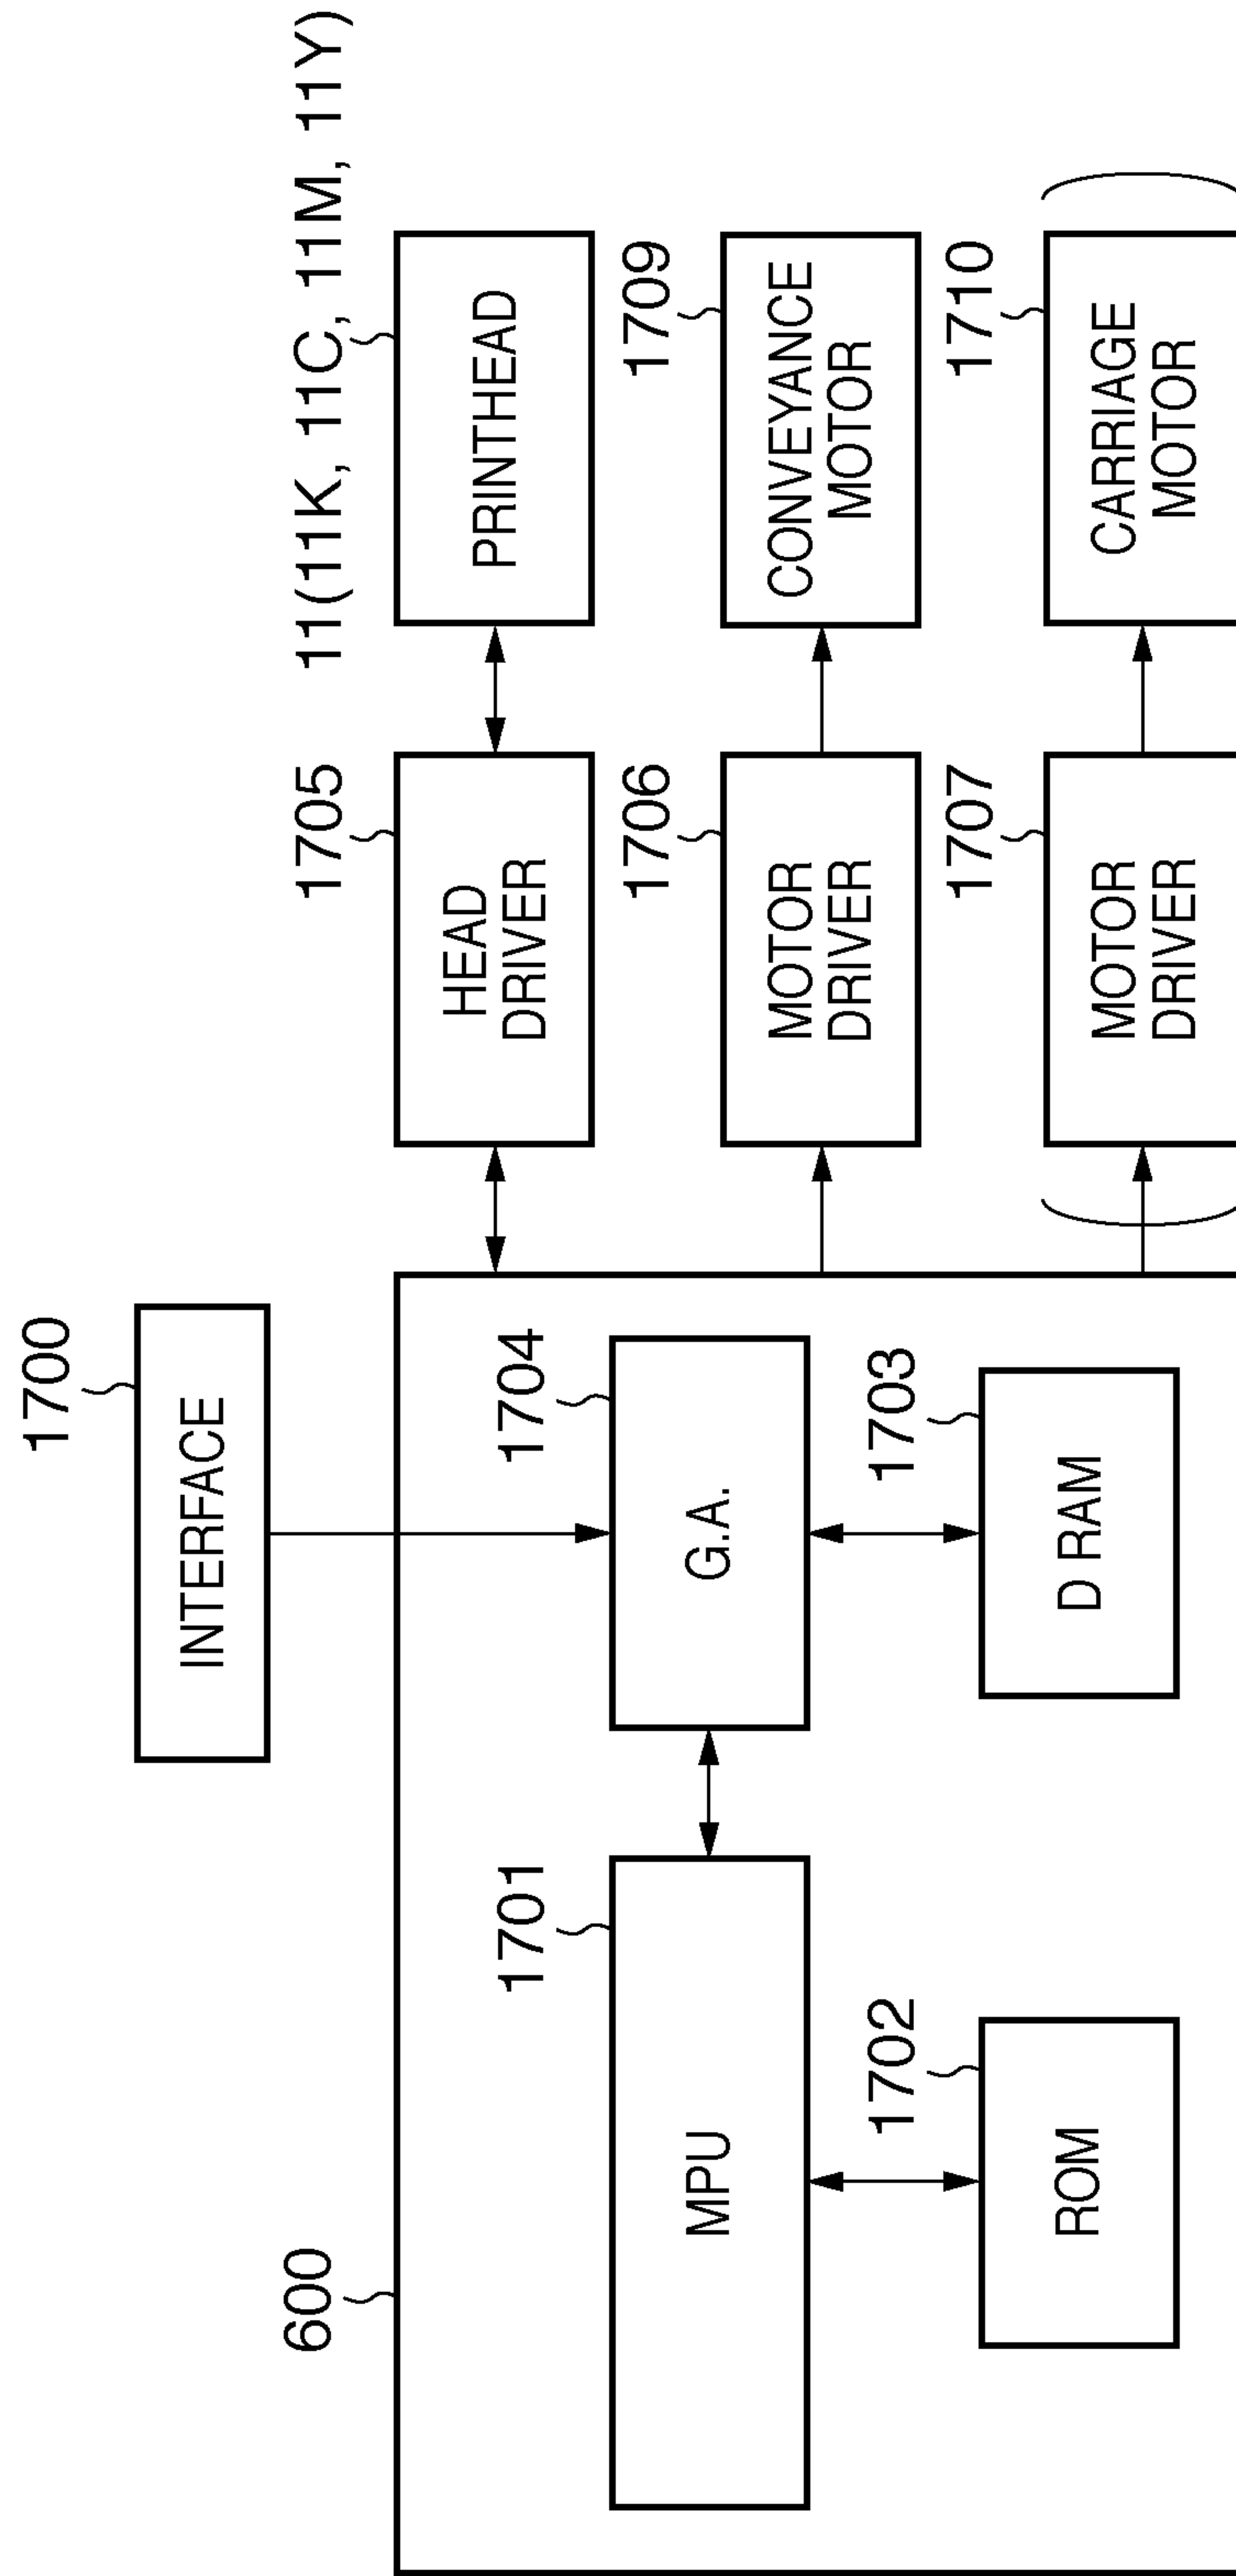 1700
INTERFACE
600
1701
MPU
1704
G.A.
1702
ROM
1703
D RAM
1705
HEAD
DRIVER
11(11K, 11C, 11M, 11Y)
PRINTHEAD
1706
MOTOR
DRIVER
1709
CONVEYANCE
MOTOR
1707
MOTOR
DRIVER
1710
CARRIAGE
MOTOR